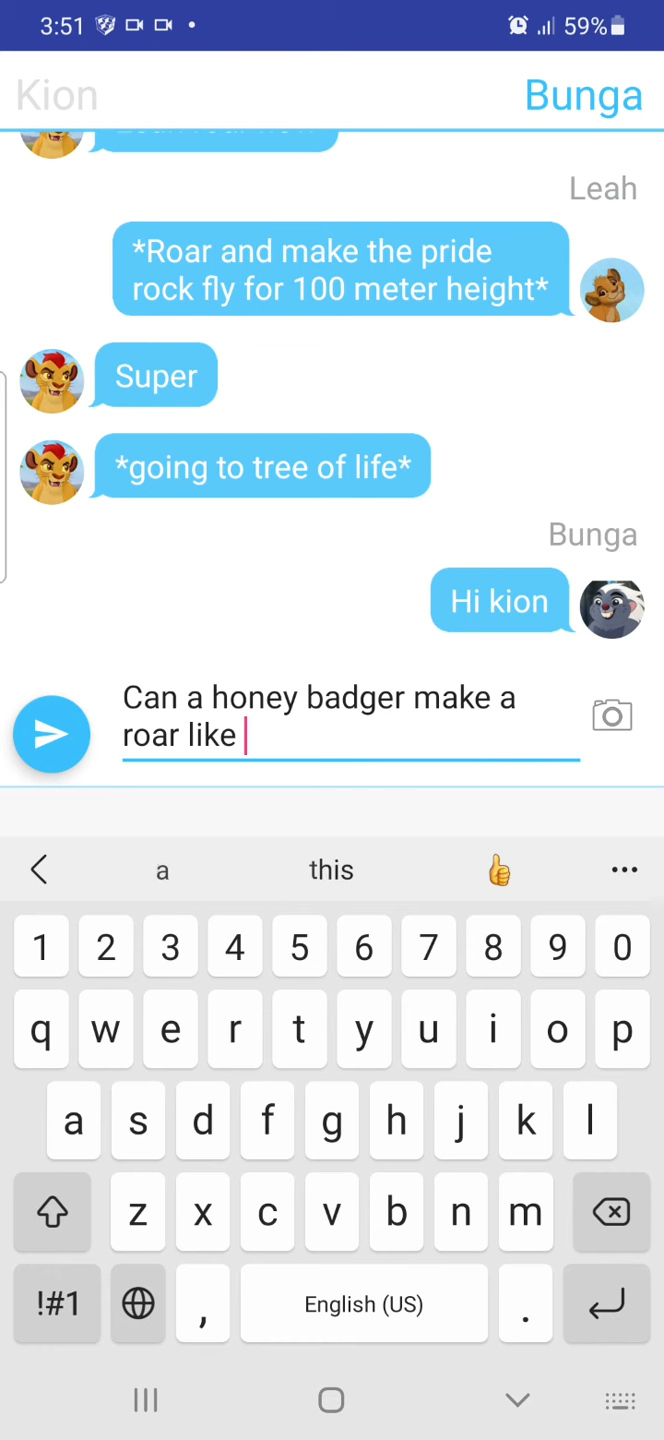 3:51
59%
Kion
Bunga
Leah
*Roar and make the pride
rock fly for 100 meter height*
Super
*going to tree of life*
Bunga
Hi kion
Can a honey badger make a
roar like
a this 👍 •••
1 2 3 4 5 6 7 8 9 0
q w e r t y u i o p
a s d f g h j k l
z x c v b n m
!#1 , English (US) .